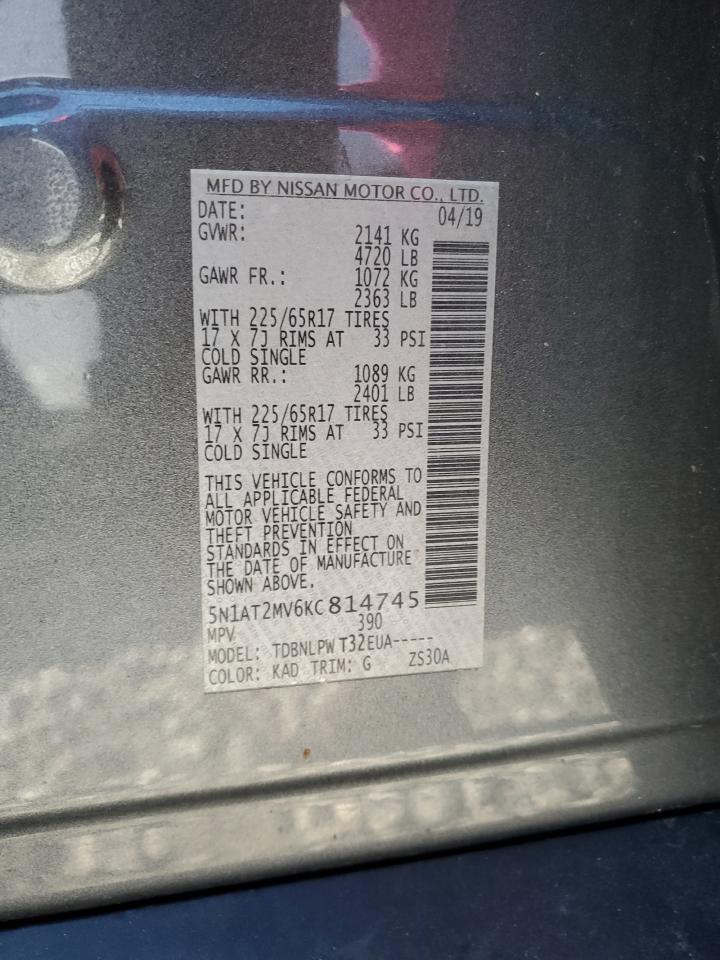 MFD BY NISSAN MOTOR CO., LTD.
DATE: 04/19
GVWR: 2141 KG
4720 LB
GAWR FR.: 1072 KG
2363 LB
WITH 225/65R17 TIRES
17 X 7J RIMS AT 33 PSI
COLD SINGLE
GAWR RR.: 1089 KG
2401 LB
WITH 225/65R17 TIRES
17 X 7J RIMS AT 33 PSI
COLD SINGLE
THIS VEHICLE CONFORMS TO
ALL APPLICABLE FEDERAL
MOTOR VEHICLE SAFETY AND
THEFT PREVENTION
STANDARDS IN EFFECT ON
THE DATE OF MANUFACTURE
SHOWN ABOVE.
5N1AT2MV6KC814745
MPV 390
MODEL: TDBNLPW T32EUA-----
COLOR: KAD TRIM: G ZS30A